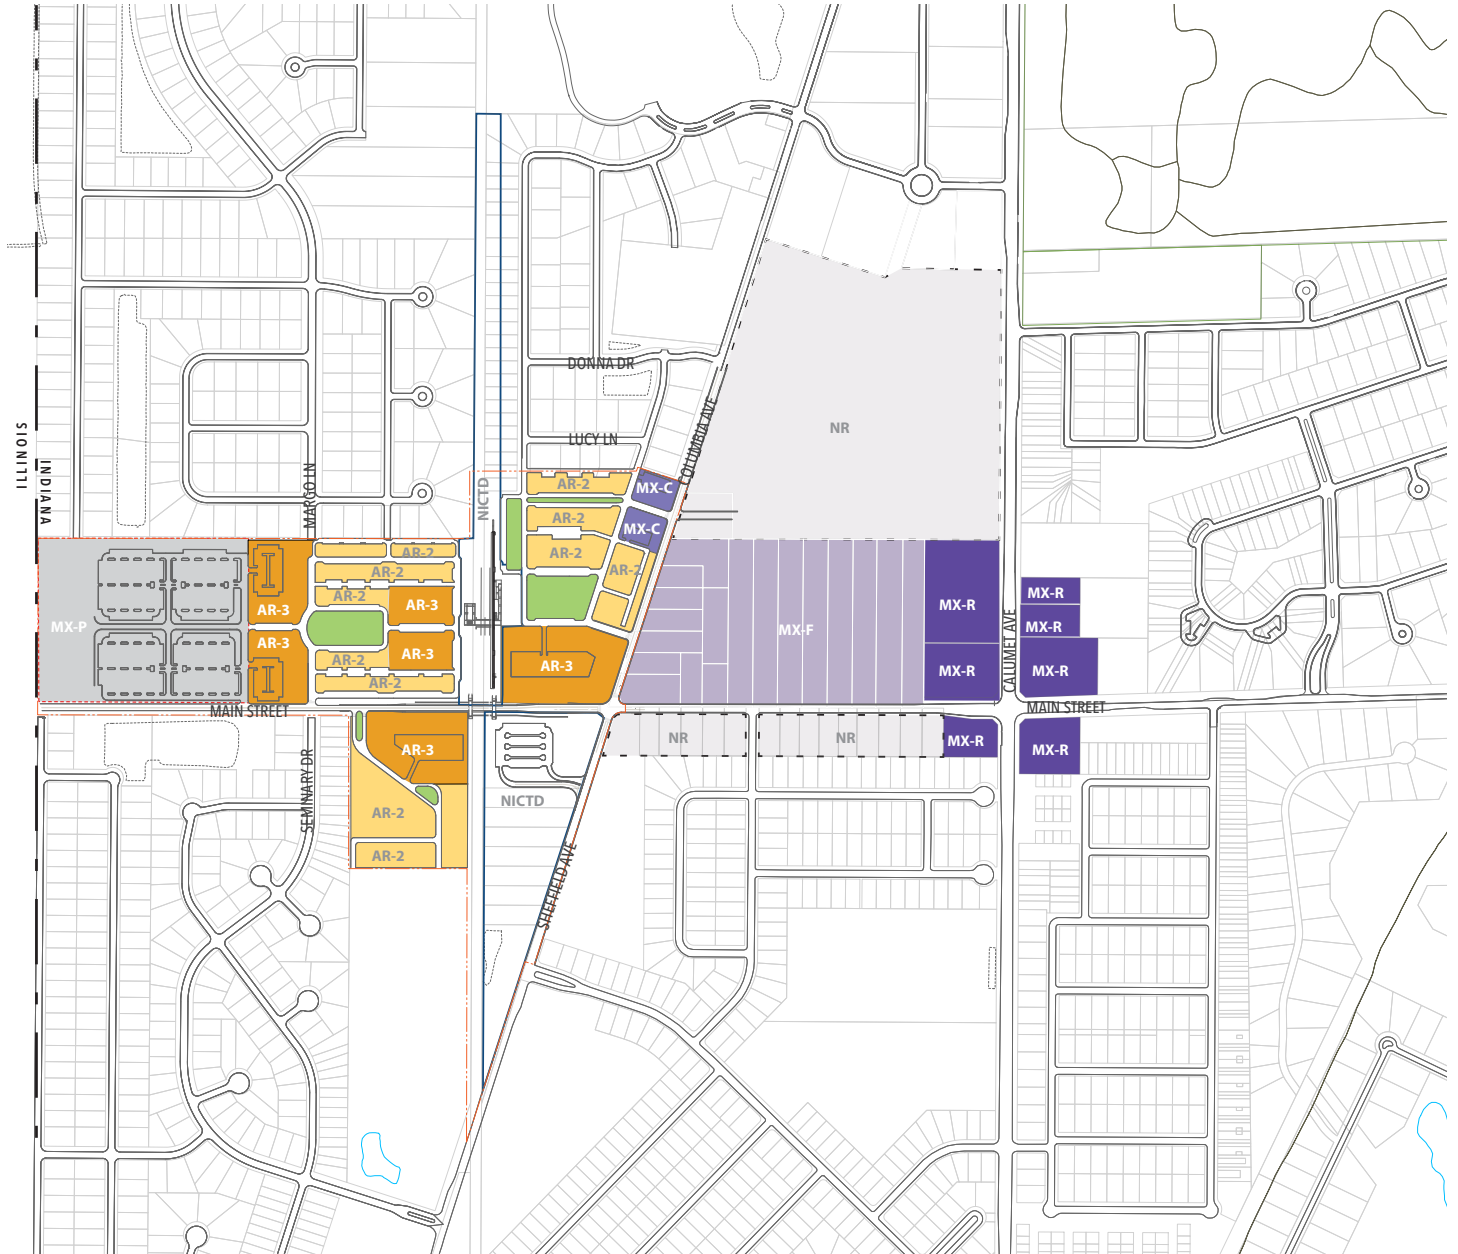 DONNA DR
COLUMBIA AVE
NR
ILLINOIS
INDIANA
LUCY LN
MARGO LN
NICTD
AR-2
MX-C
AR-2
MX-C
AR-2
AR-2
AR-2
AR-2
AR-2
AR-3
AR-3
MX-P
AR-3
AR-3
AR-2
AR-2
AR-3
MX-F
MX-R
MX-R
MX-R
MX-R
MX-R
CALUMET AVE
MAIN STREET
MAIN STREET
SEMINARY DR
AR-3
NR
NR
MX-R
MX-R
NICTD
AR-2
AR-2
SHEFFIELD AVE